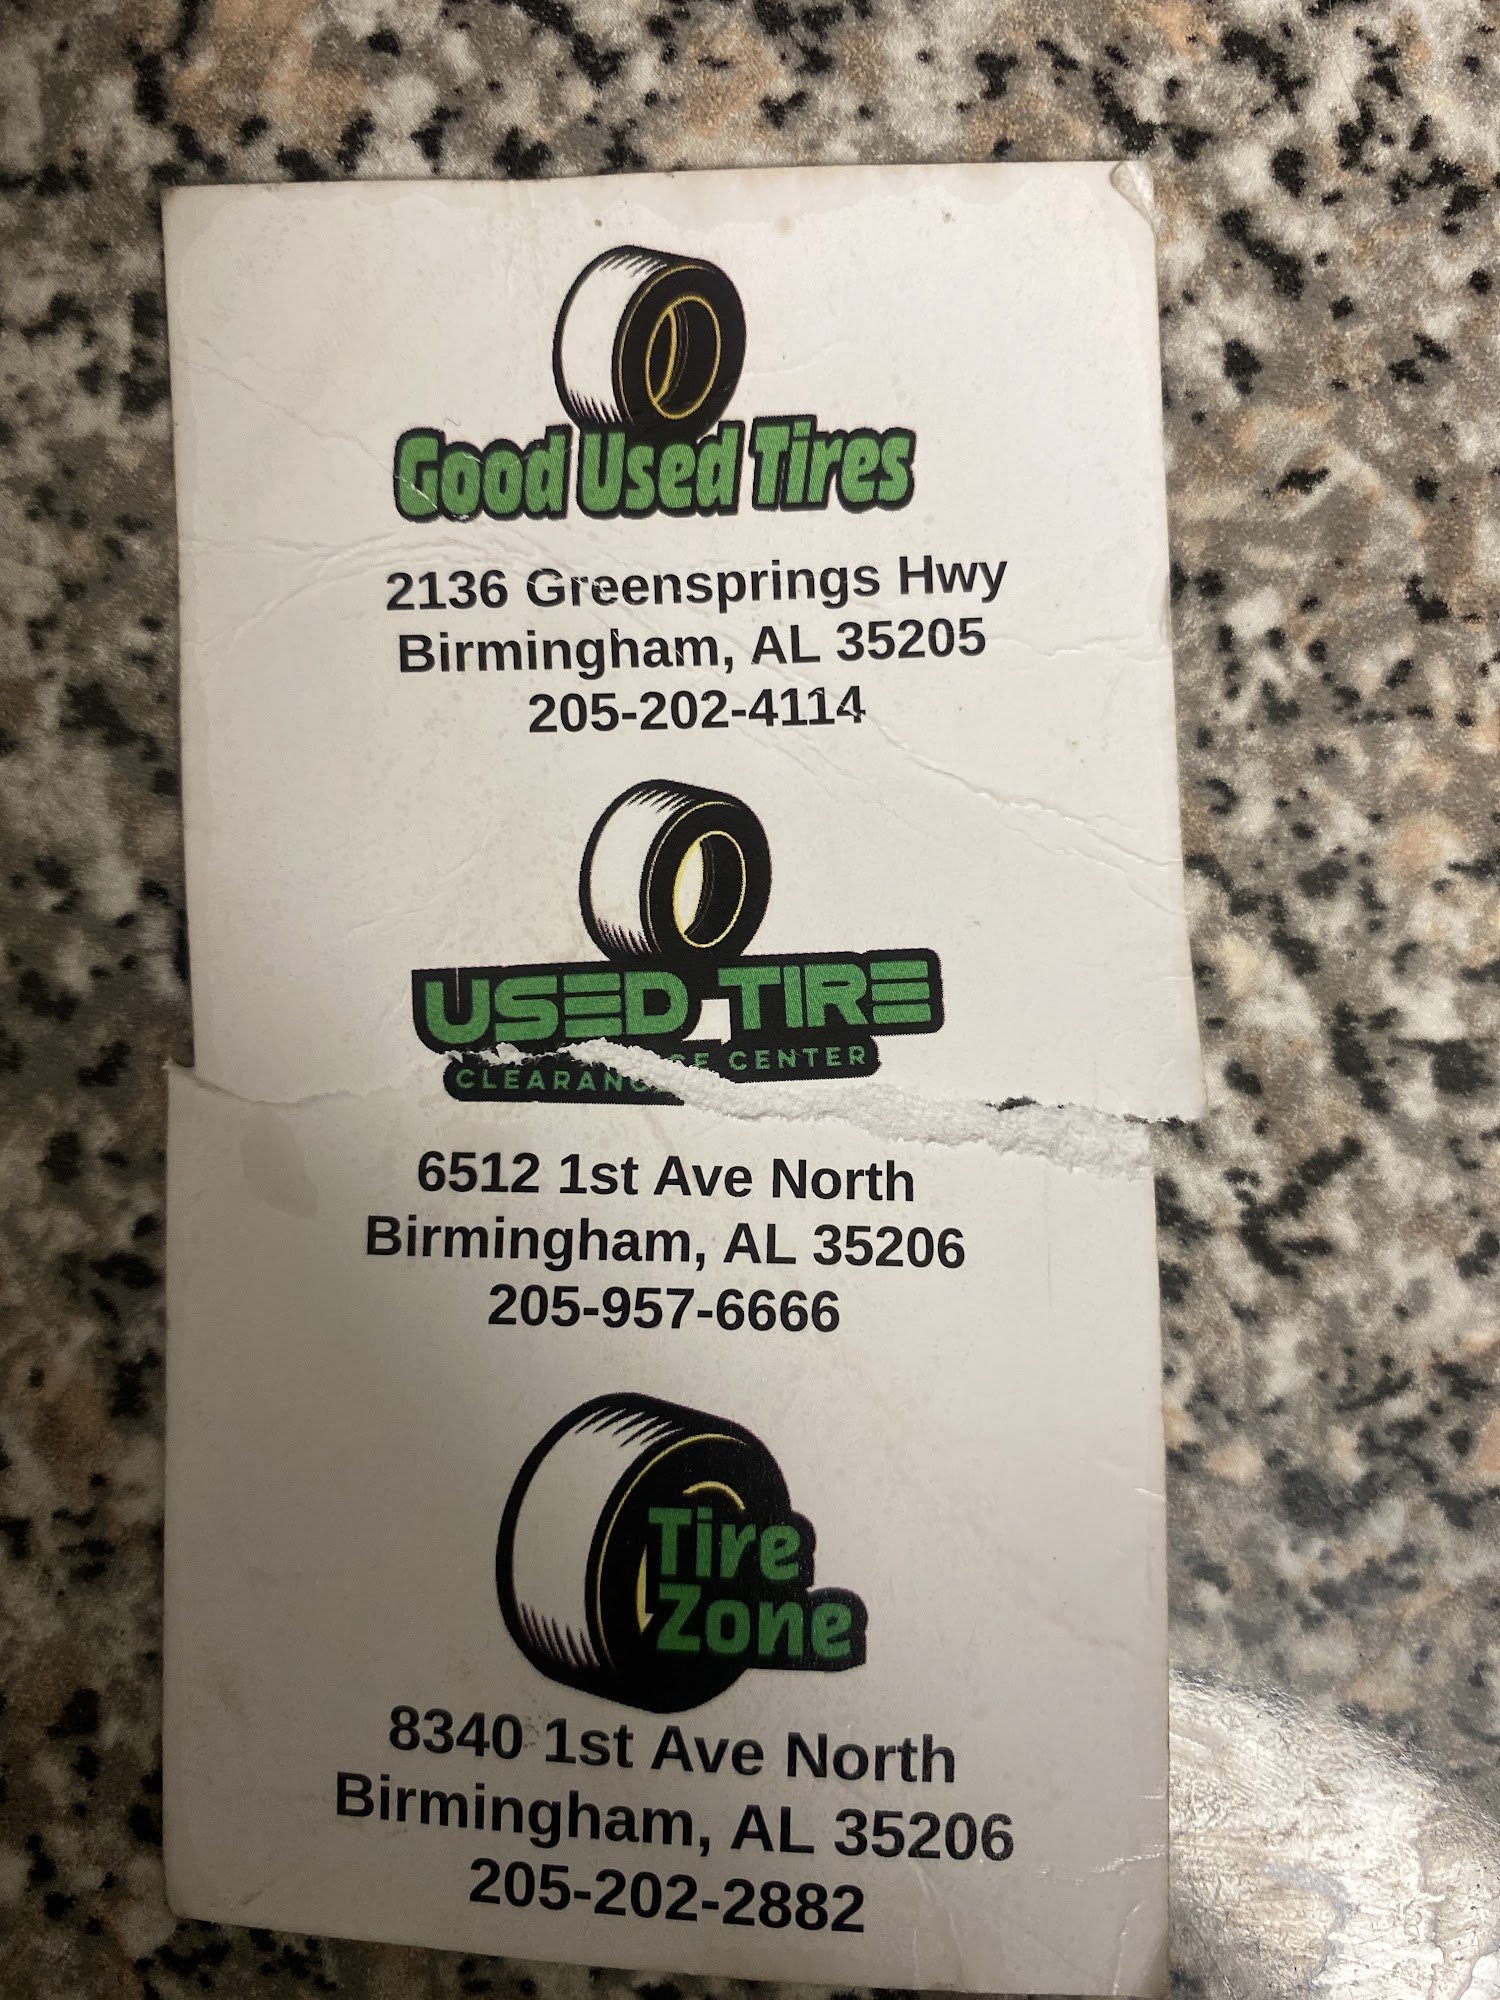 Good Used Tires
2136 Greensprings Hwy
Birmingham, AL 35205
205-202-4114
USED TIRE
CLEARANCE CENTER
6512 1st Ave North
Birmingham, AL 35206
205-957-6666
Tire
Zone
8340 1st Ave North
Birmingham, AL 35206
205-202-2882